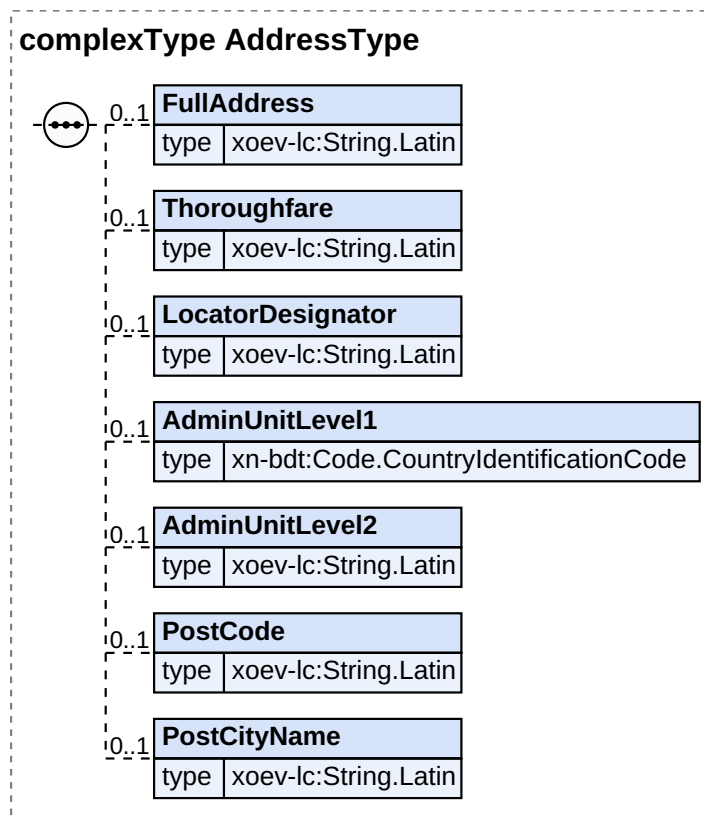 complexType AddressType
0..1 FullAddress
type xoev-lc:String.Latin
0..1 Thoroughfare
type xoev-lc:String.Latin
0..1 LocatorDesignator
type xoev-lc:String.Latin
0..1 AdminUnitLevel1
type xn-bdt:Code.CountryIdentificationCode
0..1 AdminUnitLevel2
type xoev-lc:String.Latin
0..1 PostCode
type xoev-lc:String.Latin
0..1 PostCityName
type xoev-lc:String.Latin